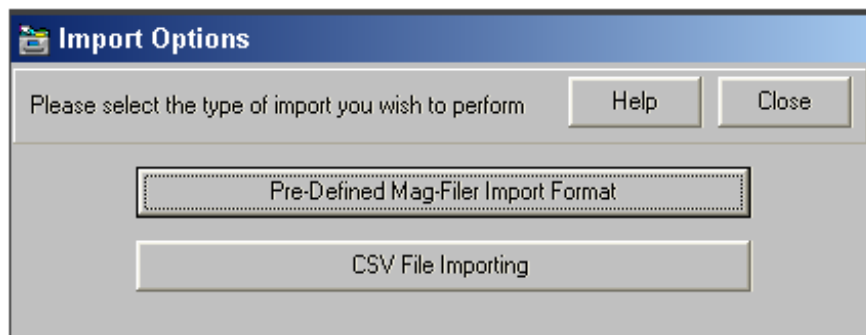 Import Options
Please select the type of import you wish to perform
Help
Close
Pre-Defined Mag-Filer Import Format
CSV File Importing